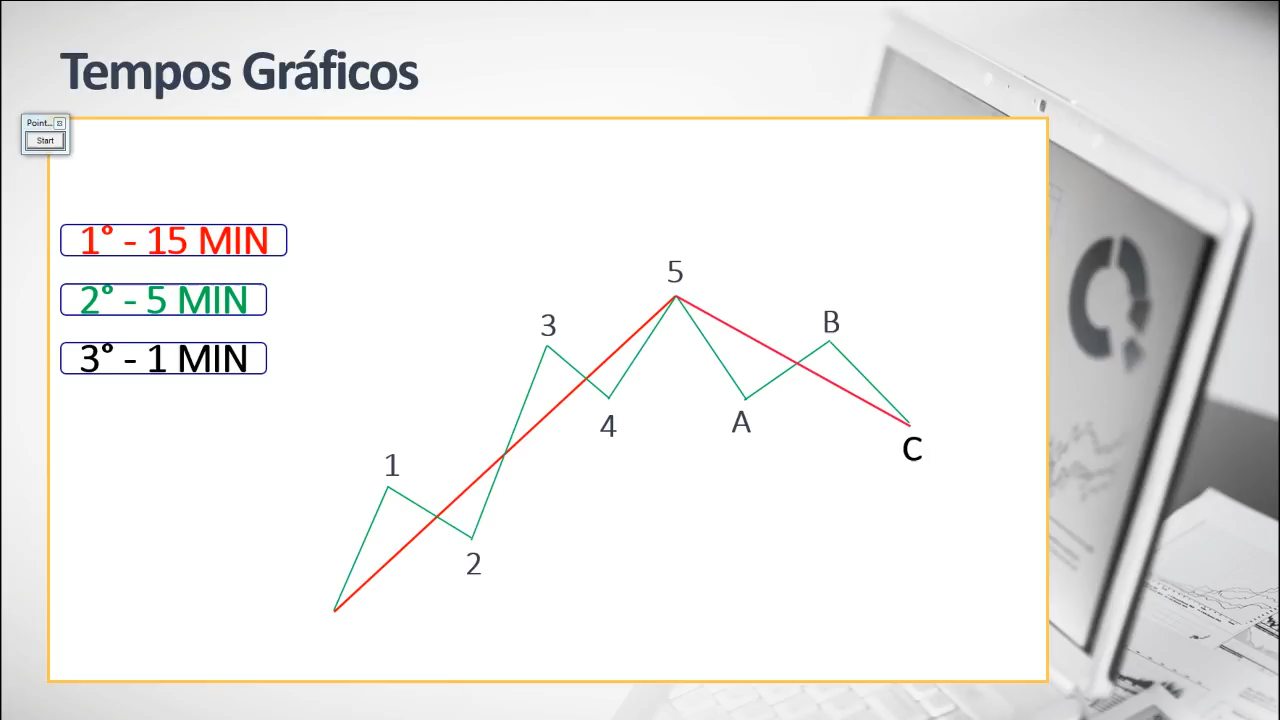 Tempos Gráficos
Point...
Start
1° - 15 MIN
2° - 5 MIN
3° - 1 MIN
5
3
B
4
A
C
1
2